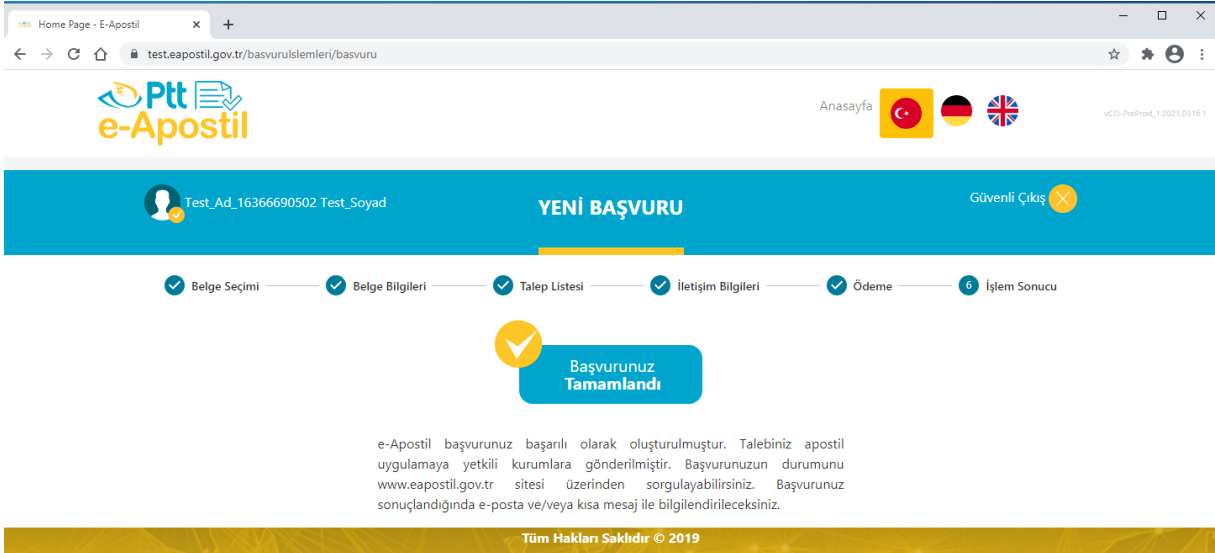 Home Page - E-Apostil
test.eapostil.gov.tr/basvuruIslemleri/basvuru
Ptt
e-Apostil
Anasayfa
vCD-PreProd_1.2021.0316.1
Test_Ad_16366690502 Test_Soyad
YENİ BAŞVURU
Güvenli Çıkış
Belge Seçimi
Belge Bilgileri
Talep Listesi
İletişim Bilgileri
Ödeme
6 İşlem Sonucu
Başvurunuz
Tamamlandı
e-Apostil başvurunuz başarılı olarak oluşturulmuştur. Talebiniz apostil
uygulamaya yetkili kurumlara gönderilmiştir. Başvurunuzun durumunu
www.eapostil.gov.tr sitesi üzerinden sorgulayabilirsiniz. Başvurunuz
sonuçlandığında e-posta ve/veya kısa mesaj ile bilgilendirileceksiniz.
Tüm Hakları Saklıdır © 2019